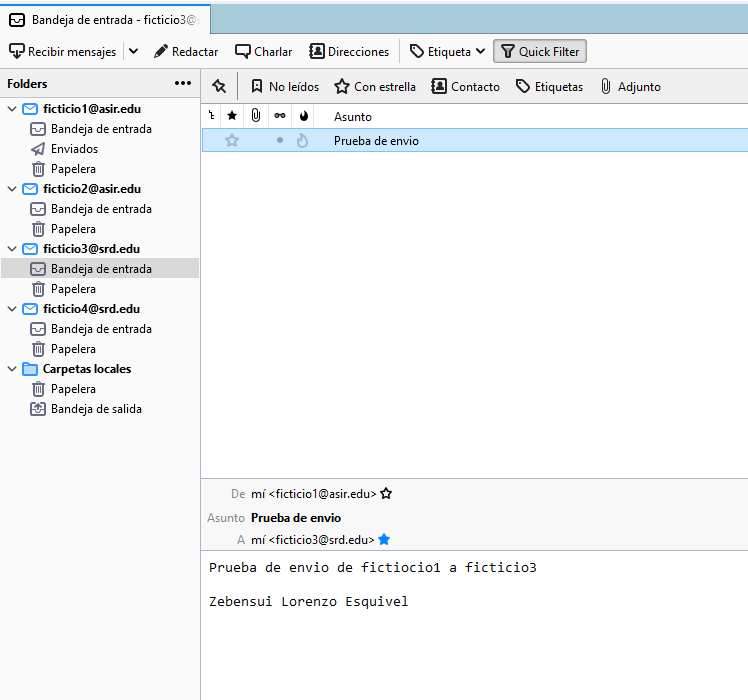 Bandeja de entrada - ficticio3@
Recibir mensajes Redactar Charlar Direcciones Etiqueta Quick Filter
Folders •••
No leídos Con estrella Contacto Etiquetas Adjunto
Asunto
Prueba de envio
ficticio1@asir.edu
Bandeja de entrada
Enviados
Papelera
ficticio2@asir.edu
Bandeja de entrada
Papelera
ficticio3@srd.edu
Bandeja de entrada
Papelera
ficticio4@srd.edu
Bandeja de entrada
Papelera
Carpetas locales
Papelera
Bandeja de salida
De mí <ficticio1@asir.edu>
Asunto Prueba de envio
A mí <ficticio3@srd.edu>
Prueba de envio de fictiocio1 a ficticio3
Zebensui Lorenzo Esquivel